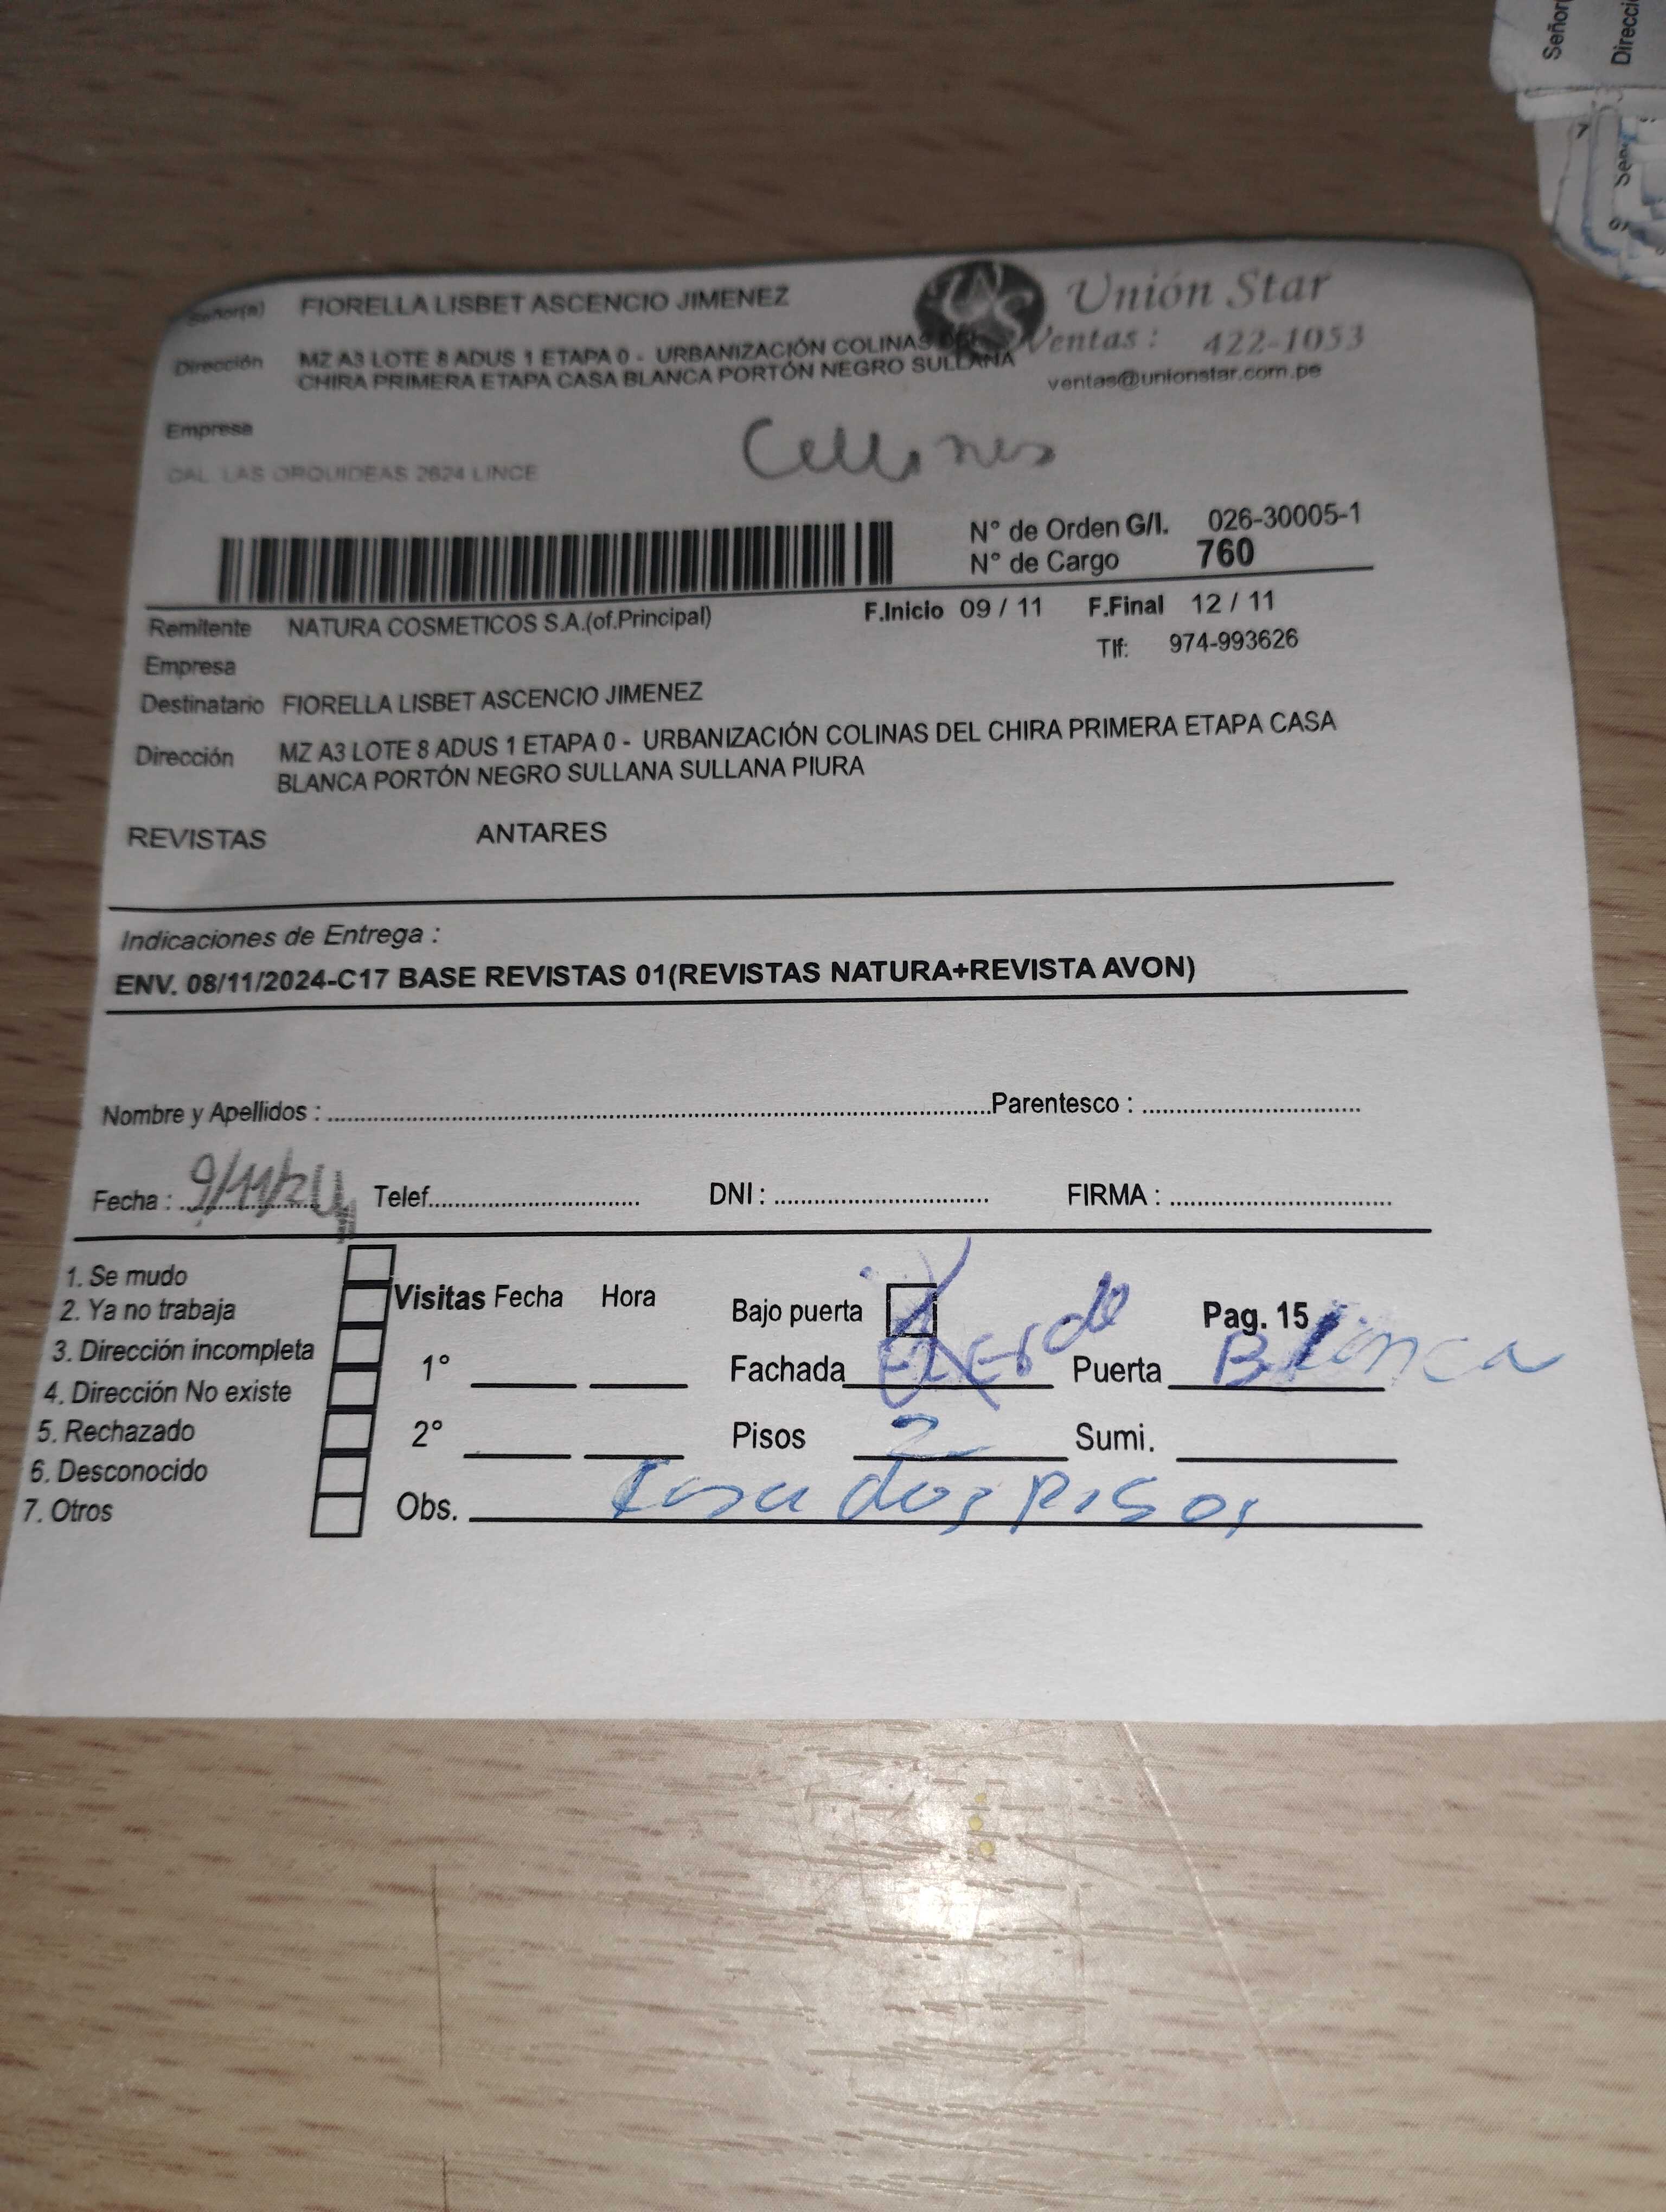 Señor(a) FIORELLA LISBET ASCENCIO JIMENEZ
Unión Star
Dirección MZ A3 LOTE 8 ADUS 1 ETAPA 0 - URBANIZACIÓN COLINAS DEL
CHIRA PRIMERA ETAPA CASA BLANCA PORTÓN NEGRO SULLANA
Ventas : 422-1053
ventas@unionstar.com.pe
Empresa
CAL. LAS ORQUIDEAS 2624 LINCE
N° de Orden G/I. 026-30005-1
N° de Cargo 760
Remitente NATURA COSMETICOS S.A.(of.Principal) F.Inicio 09 / 11 F.Final 12 / 11
Empresa Tlf: 974-993626
Destinatario FIORELLA LISBET ASCENCIO JIMENEZ
Dirección MZ A3 LOTE 8 ADUS 1 ETAPA 0 - URBANIZACIÓN COLINAS DEL CHIRA PRIMERA ETAPA CASA
BLANCA PORTÓN NEGRO SULLANA SULLANA PIURA
REVISTAS ANTARES
Indicaciones de Entrega :
ENV. 08/11/2024-C17 BASE REVISTAS 01(REVISTAS NATURA+REVISTA AVON)
Nombre y Apellidos : Parentesco :
Fecha : 9/11/24 Telef. DNI : FIRMA :
1. Se mudo
2. Ya no trabaja
3. Dirección incompleta
4. Dirección No existe
5. Rechazado
6. Desconocido
7. Otros
Visitas Fecha Hora Bajo puerta Pag. 15
1° Fachada Puerta Blanca
2° Pisos 2 Sumi.
Obs. Casa dos pisos
Señor
Direcci